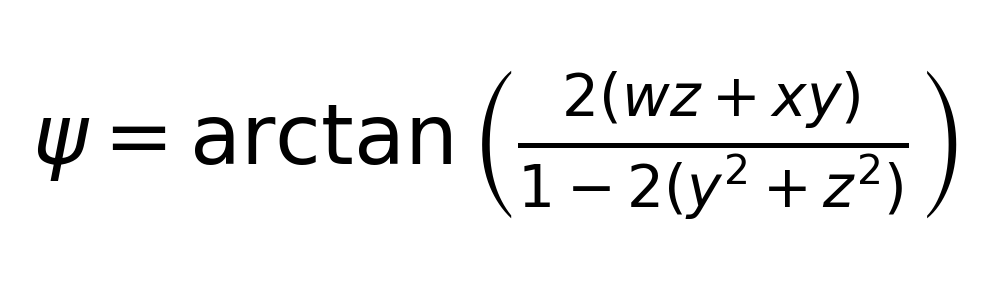 ψ = arctan ( 2(wz + xy) / 1 − 2(y² + z²) )